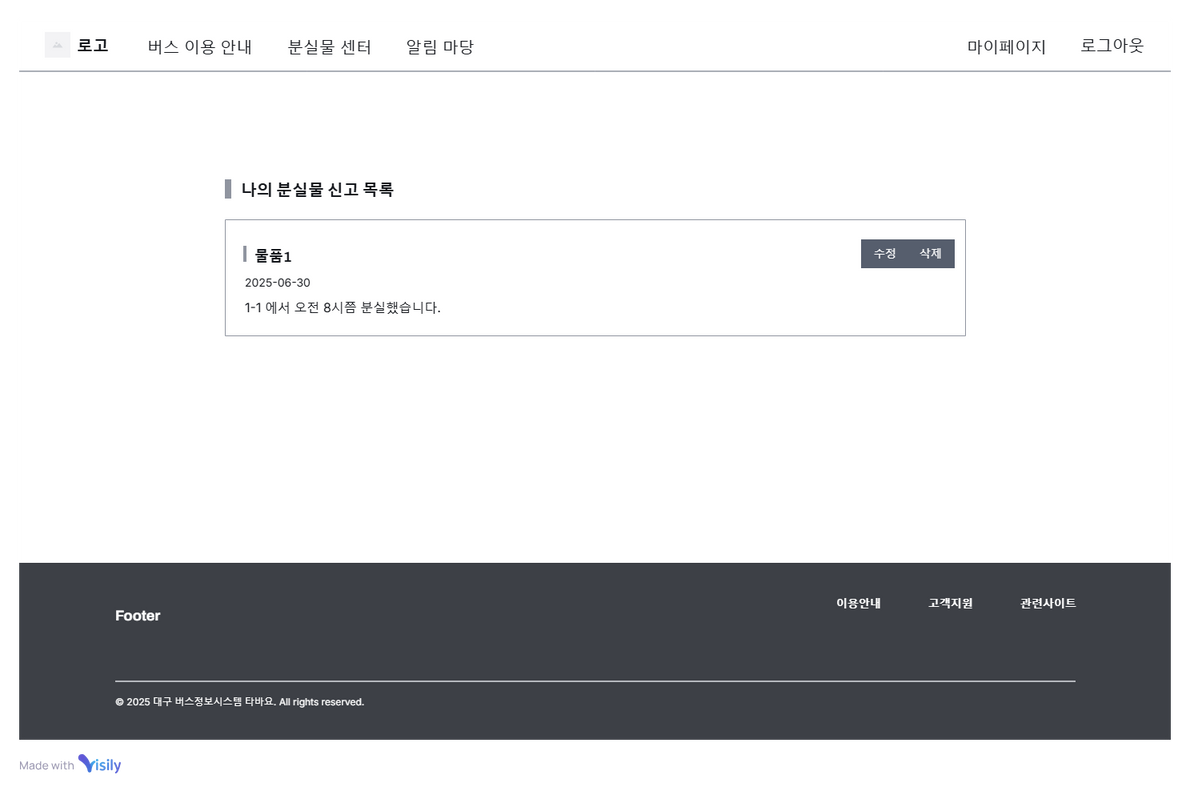 로고 버스 이용 안내 분실물 센터 알림 마당 마이페이지 로그아웃
나의 분실물 신고 목록
물품1 수정 삭제
2025-06-30
1-1 에서 오전 8시쯤 분실했습니다.
Footer 이용안내 고객지원 관련사이트
© 2025 대구 버스정보시스템 타바요. All rights reserved.
Made with Visily